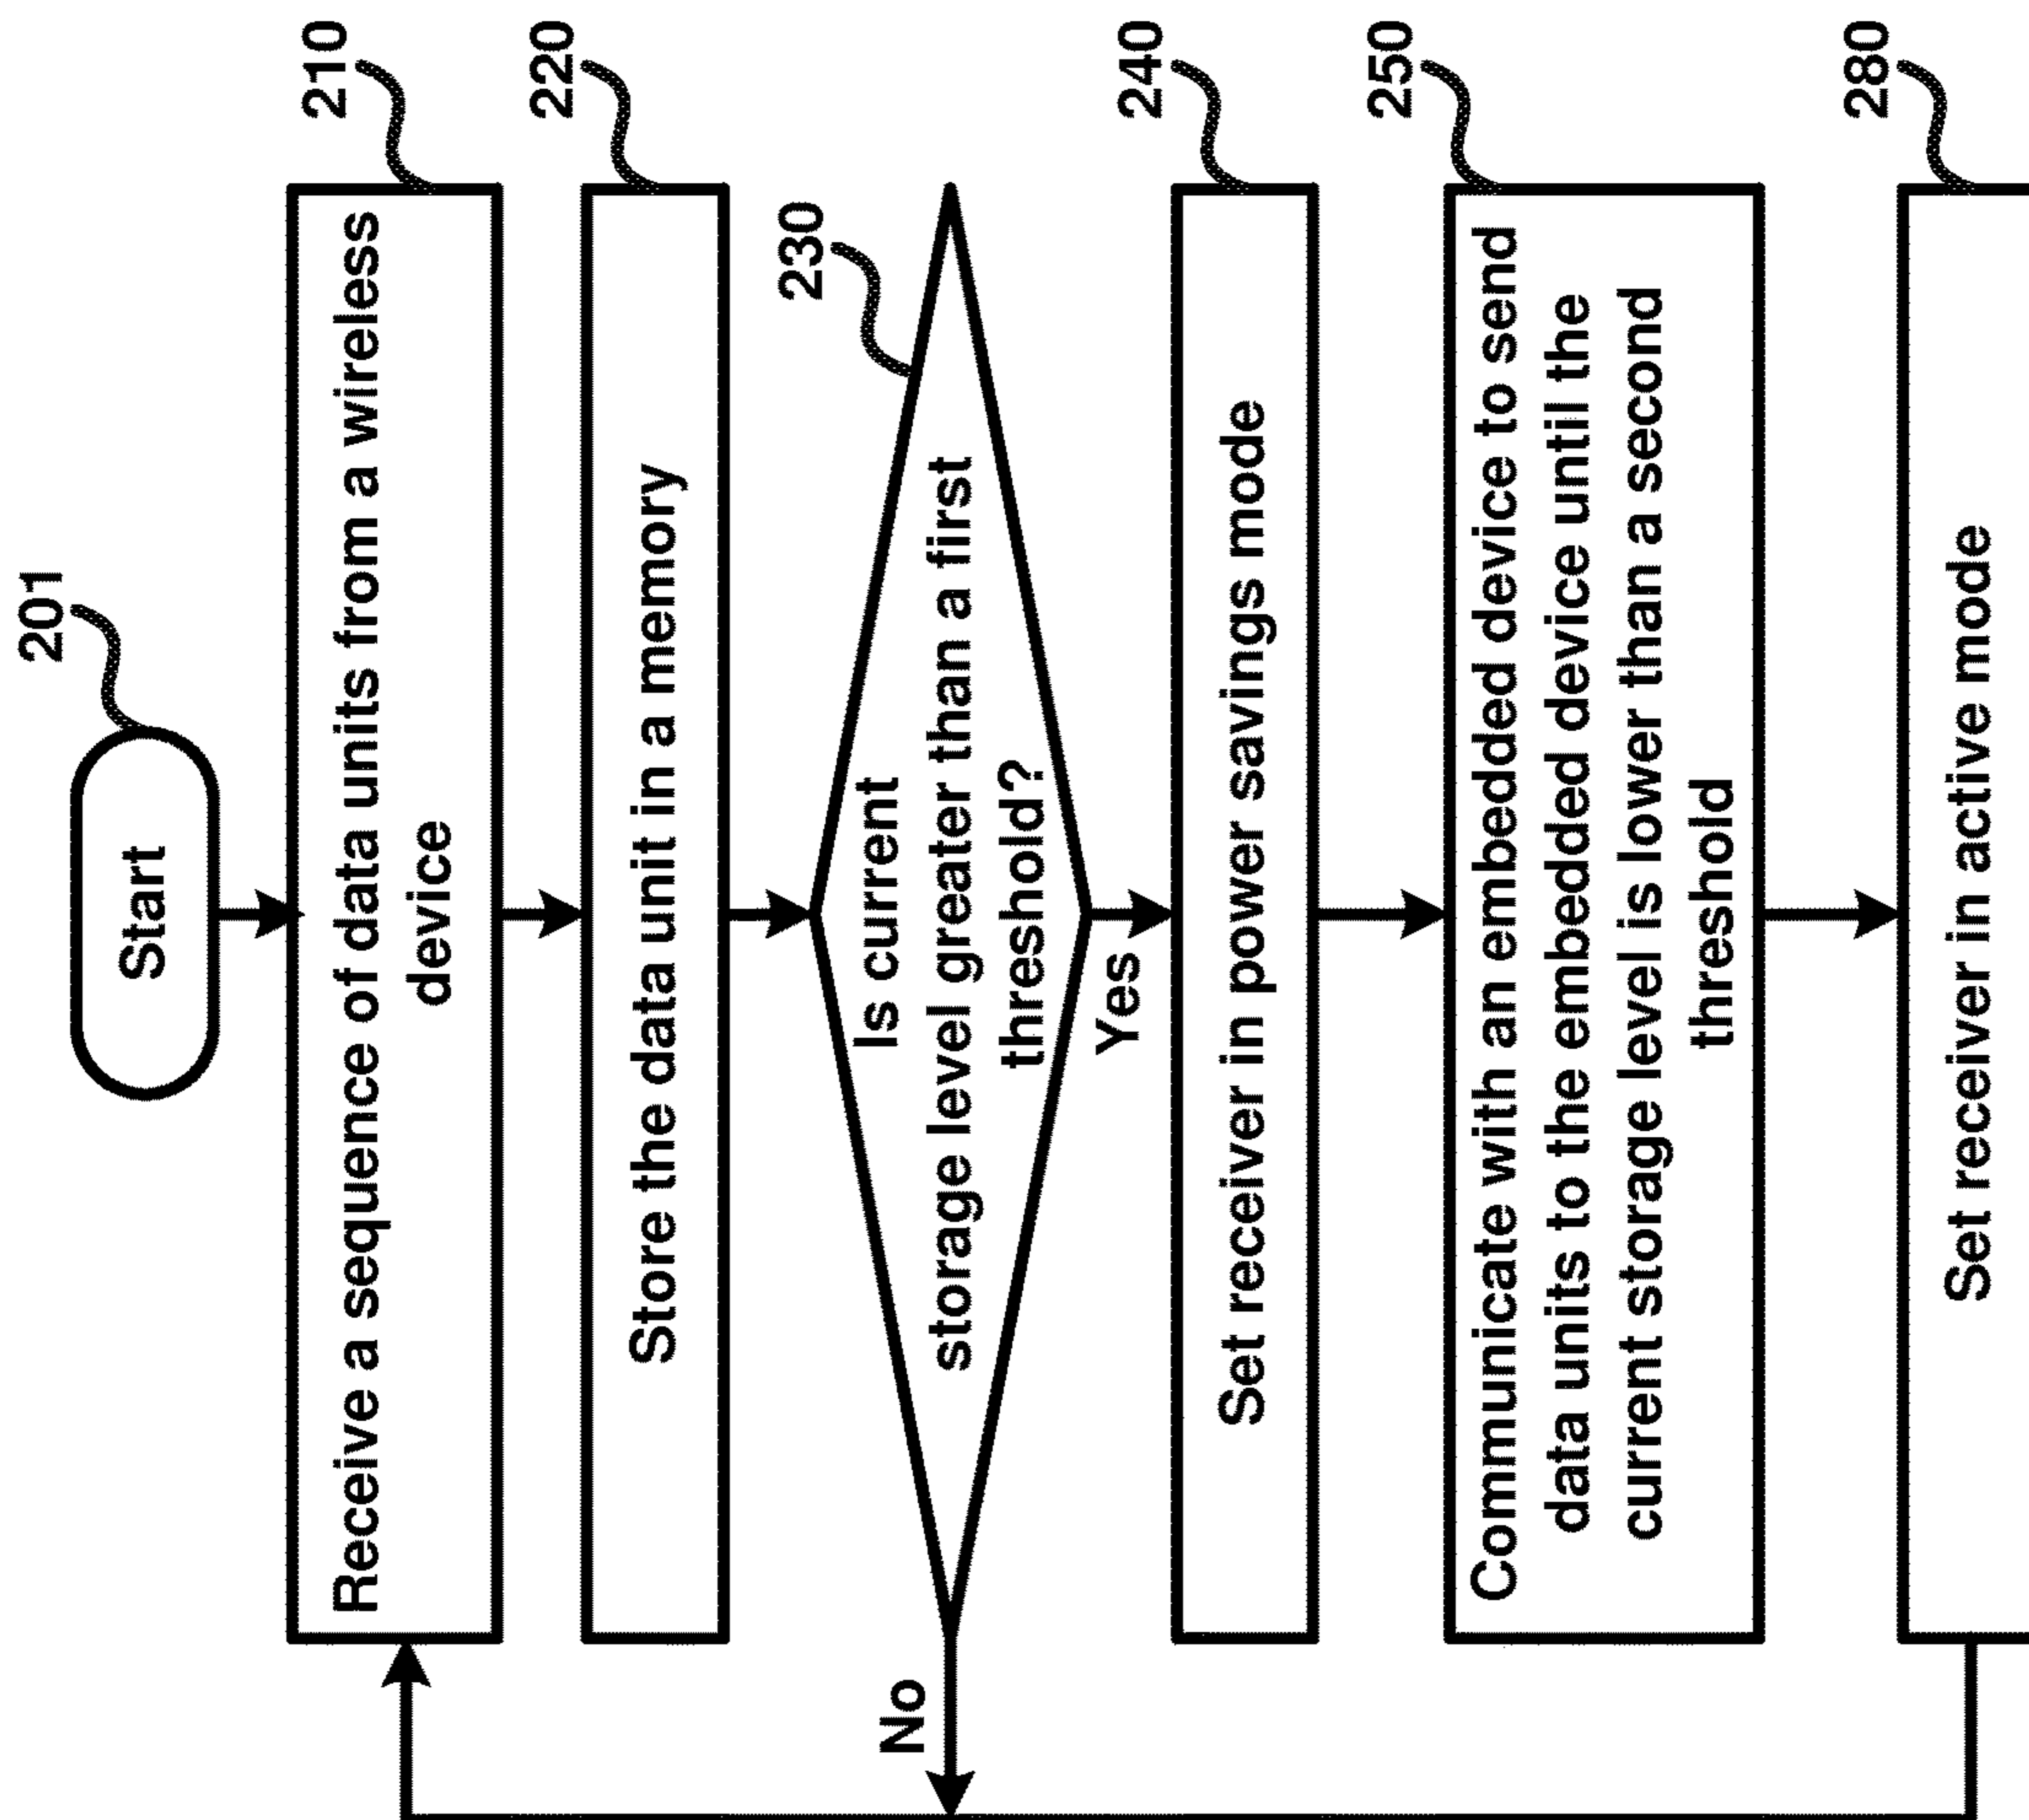 201
Start
210
Receive a sequence of data units from a wireless
device
220
Store the data unit in a memory
230
Is current
storage level greater than a first
threshold?
No
Yes
240
Set receiver in power savings mode
250
Communicate with an embedded device to send
data units to the embedded device until the
current storage level is lower than a second
threshold
280
Set receiver in active mode